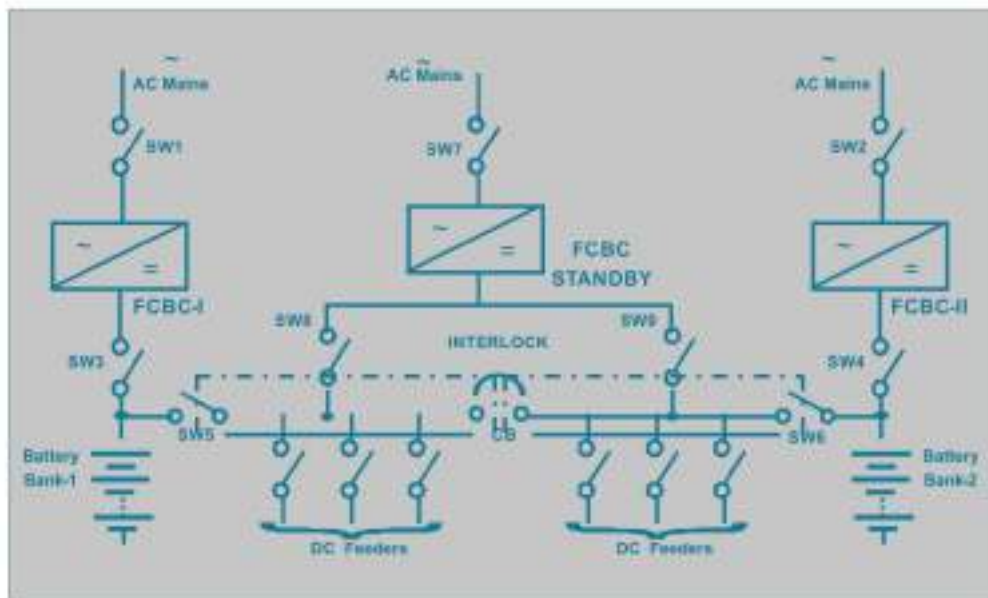 AC Mains
AC Mains
AC Mains
SW1
SW7
SW2
FCBC
STANDBY
FCBC-I
FCBC-II
SW8
SW9
INTERLOCK
SW3
SW4
SW5
CB
SW6
Battery
Bank-1
Battery
Bank-2
DC Feeders
DC Feeders